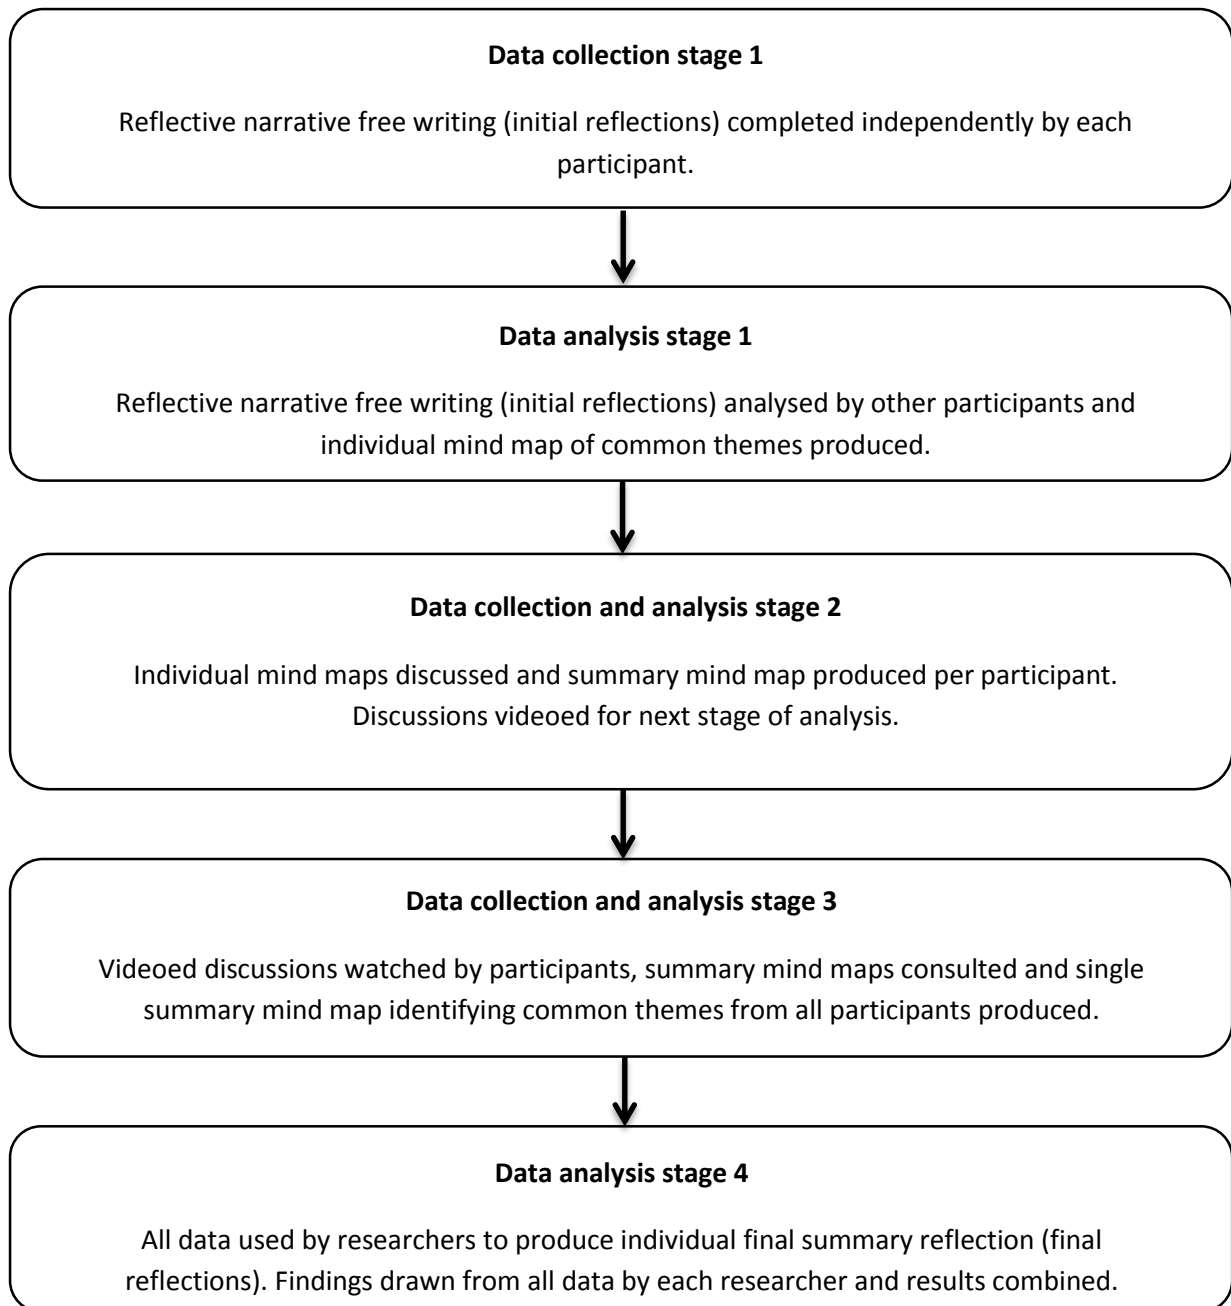 Data collection stage 1
Reflective narrative free writing (initial reflections) completed independently by each
participant.
Data analysis stage 1
Reflective narrative free writing (initial reflections) analysed by other participants and
individual mind map of common themes produced.
Data collection and analysis stage 2
Individual mind maps discussed and summary mind map produced per participant.
Discussions videoed for next stage of analysis.
Data collection and analysis stage 3
Videoed discussions watched by participants, summary mind maps consulted and single
summary mind map identifying common themes from all participants produced.
Data analysis stage 4
All data used by researchers to produce individual final summary reflection (final
reflections). Findings drawn from all data by each researcher and results combined.